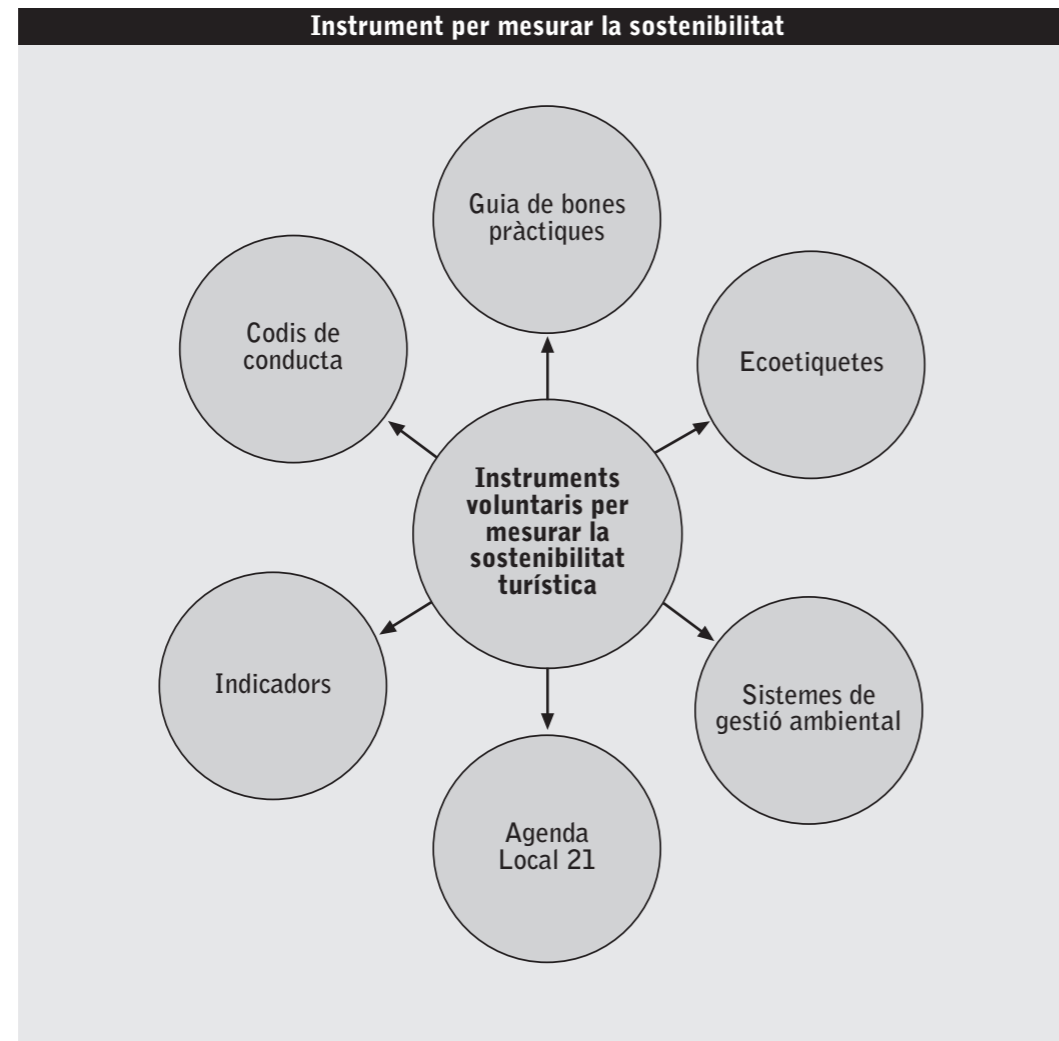 Instrument per mesurar la sostenibilitat
Guia de bones
pràctiques
Codis de
conducta
Ecoetiquetes
Instruments
voluntaris per
mesurar la
sostenibilitat
turística
Indicadors
Sistemes de
gestió ambiental
Agenda
Local 21